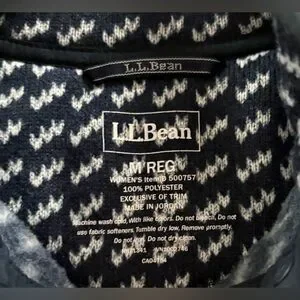 L.L.Bean
L.L.Bean
M REG
WOMEN'S Item# 500757
100% POLYESTER
EXCLUSIVE OF TRIM
MADE IN JORDAN
Machine wash cold, With like colors. Do not bleach, Do not
use fabric softeners. Tumble dry low, Remove promptly.
Do not iron. Do not dry clean.